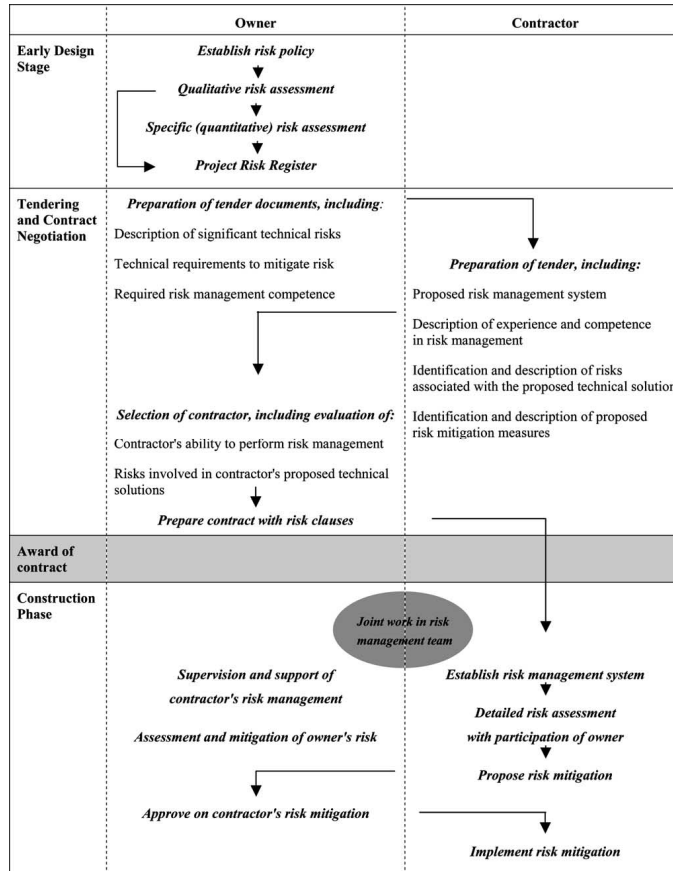 Owner
Contractor
Early Design
Stage
Establish risk policy
Qualitative risk assessment
Specific (quantitative) risk assessment
Project Risk Register
Tendering
and Contract
Negotiation
Preparation of tender documents, including:
Description of significant technical risks
Technical requirements to mitigate risk
Required risk management competence
Preparation of tender, including:
Proposed risk management system
Description of experience and competence
in risk management
Identification and description of risks
associated with the proposed technical solution
Identification and description of proposed
risk mitigation measures
Selection of contractor, including evaluation of:
Contractor's ability to perform risk management
Risks involved in contractor's proposed technical
solutions
Prepare contract with risk clauses
Award of
contract
Construction
Phase
Joint work in risk
management team
Supervision and support of
contractor's risk management
Assessment and mitigation of owner's risk
Establish risk management system
Detailed risk assessment
with participation of owner
Propose risk mitigation
Approve on contractor's risk mitigation
Implement risk mitigation